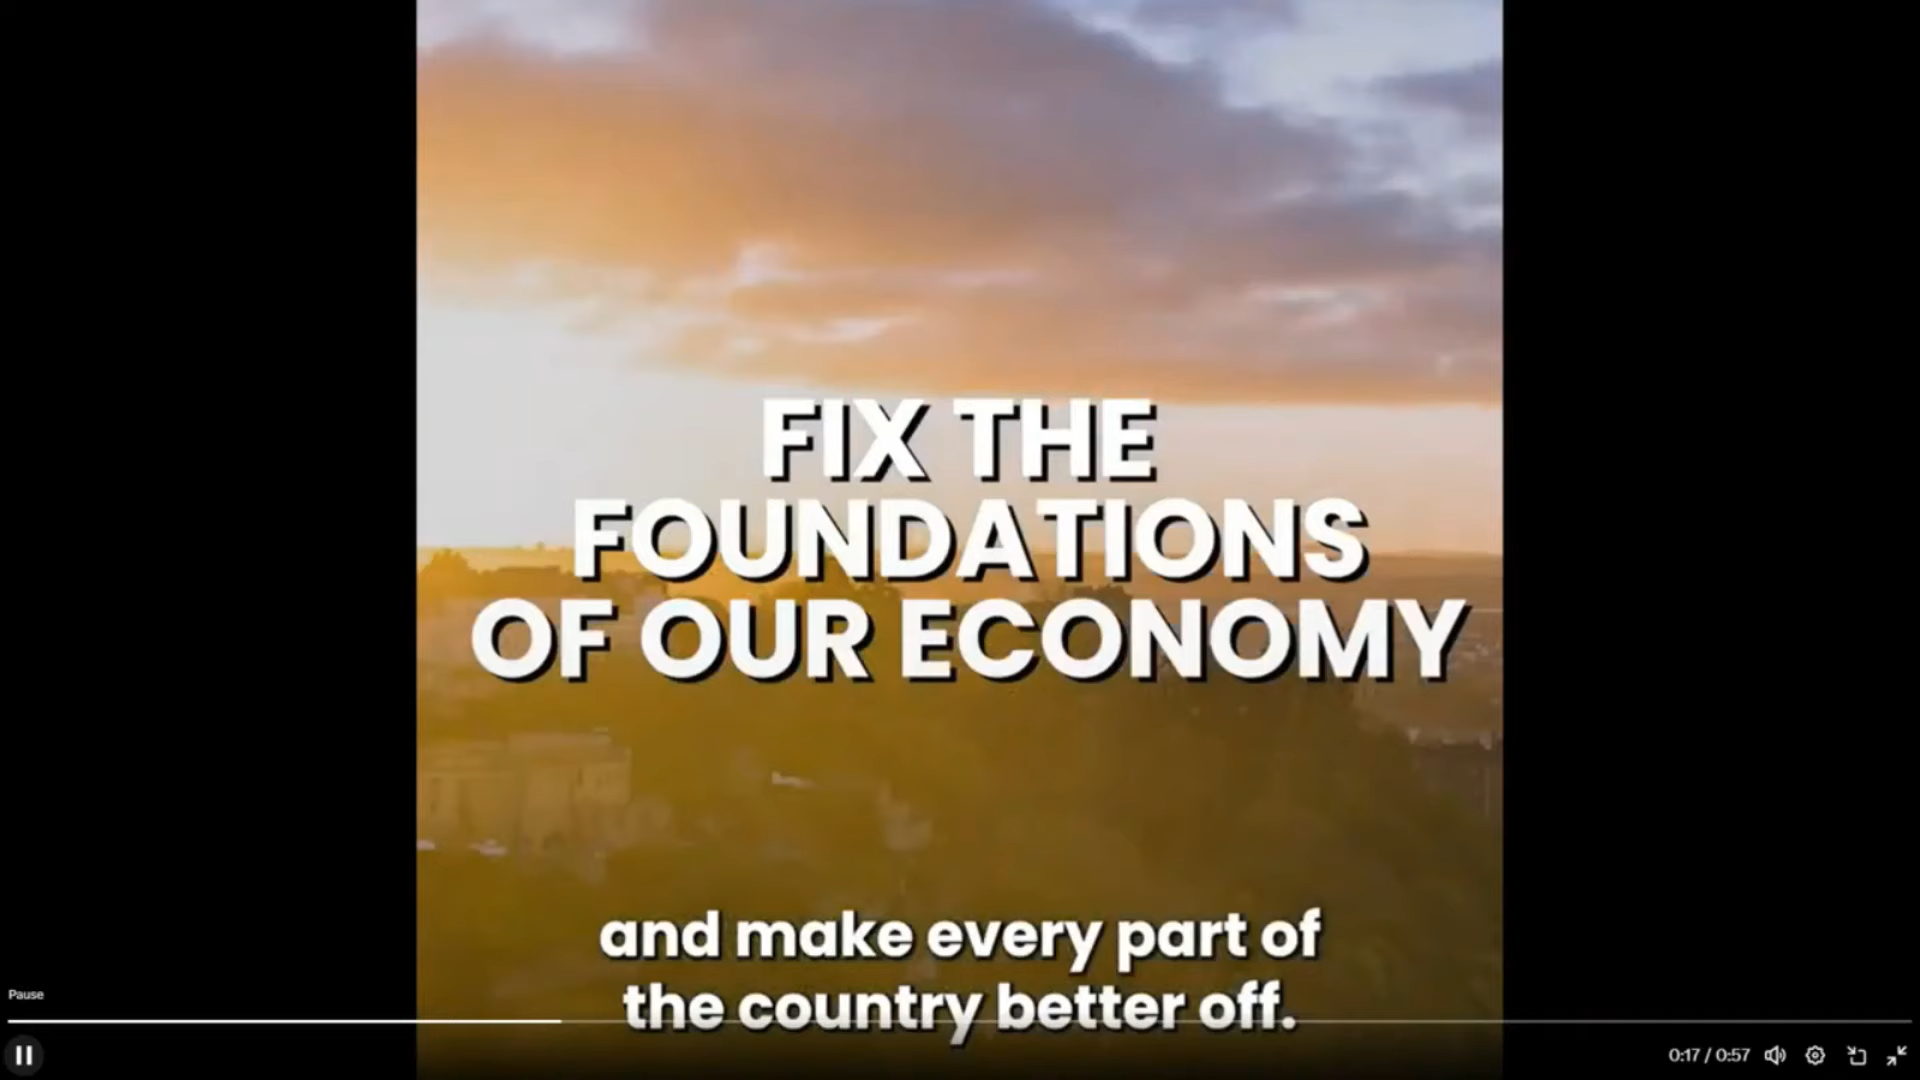 FIX THE
FOUNDATIONS
OF OUR ECONOMY
and make every part of
the country better off.
Pause
0:17 / 0:57